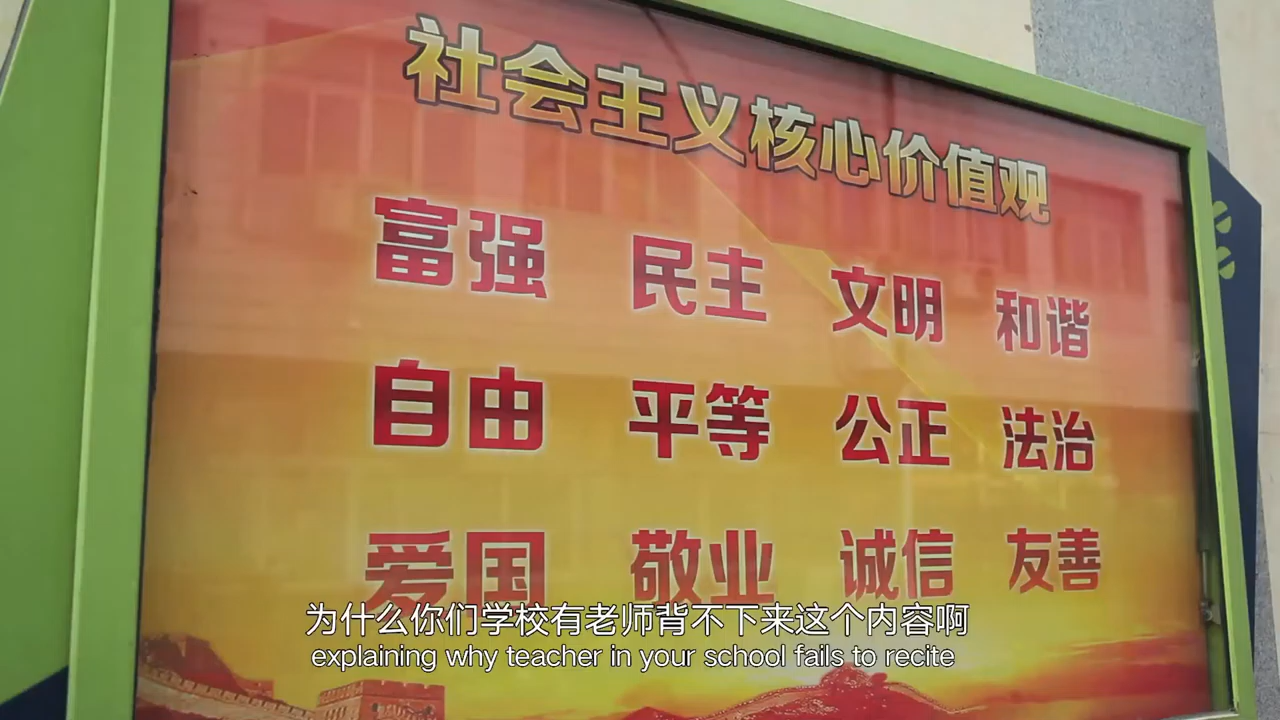 社会主义核心价值观
富强 民主 文明 和谐
自由 平等 公正 法治
爱国 敬业 诚信 友善
为什么你们学校有老师背不下来这个内容啊
explaining why teacher in your school fails to recite